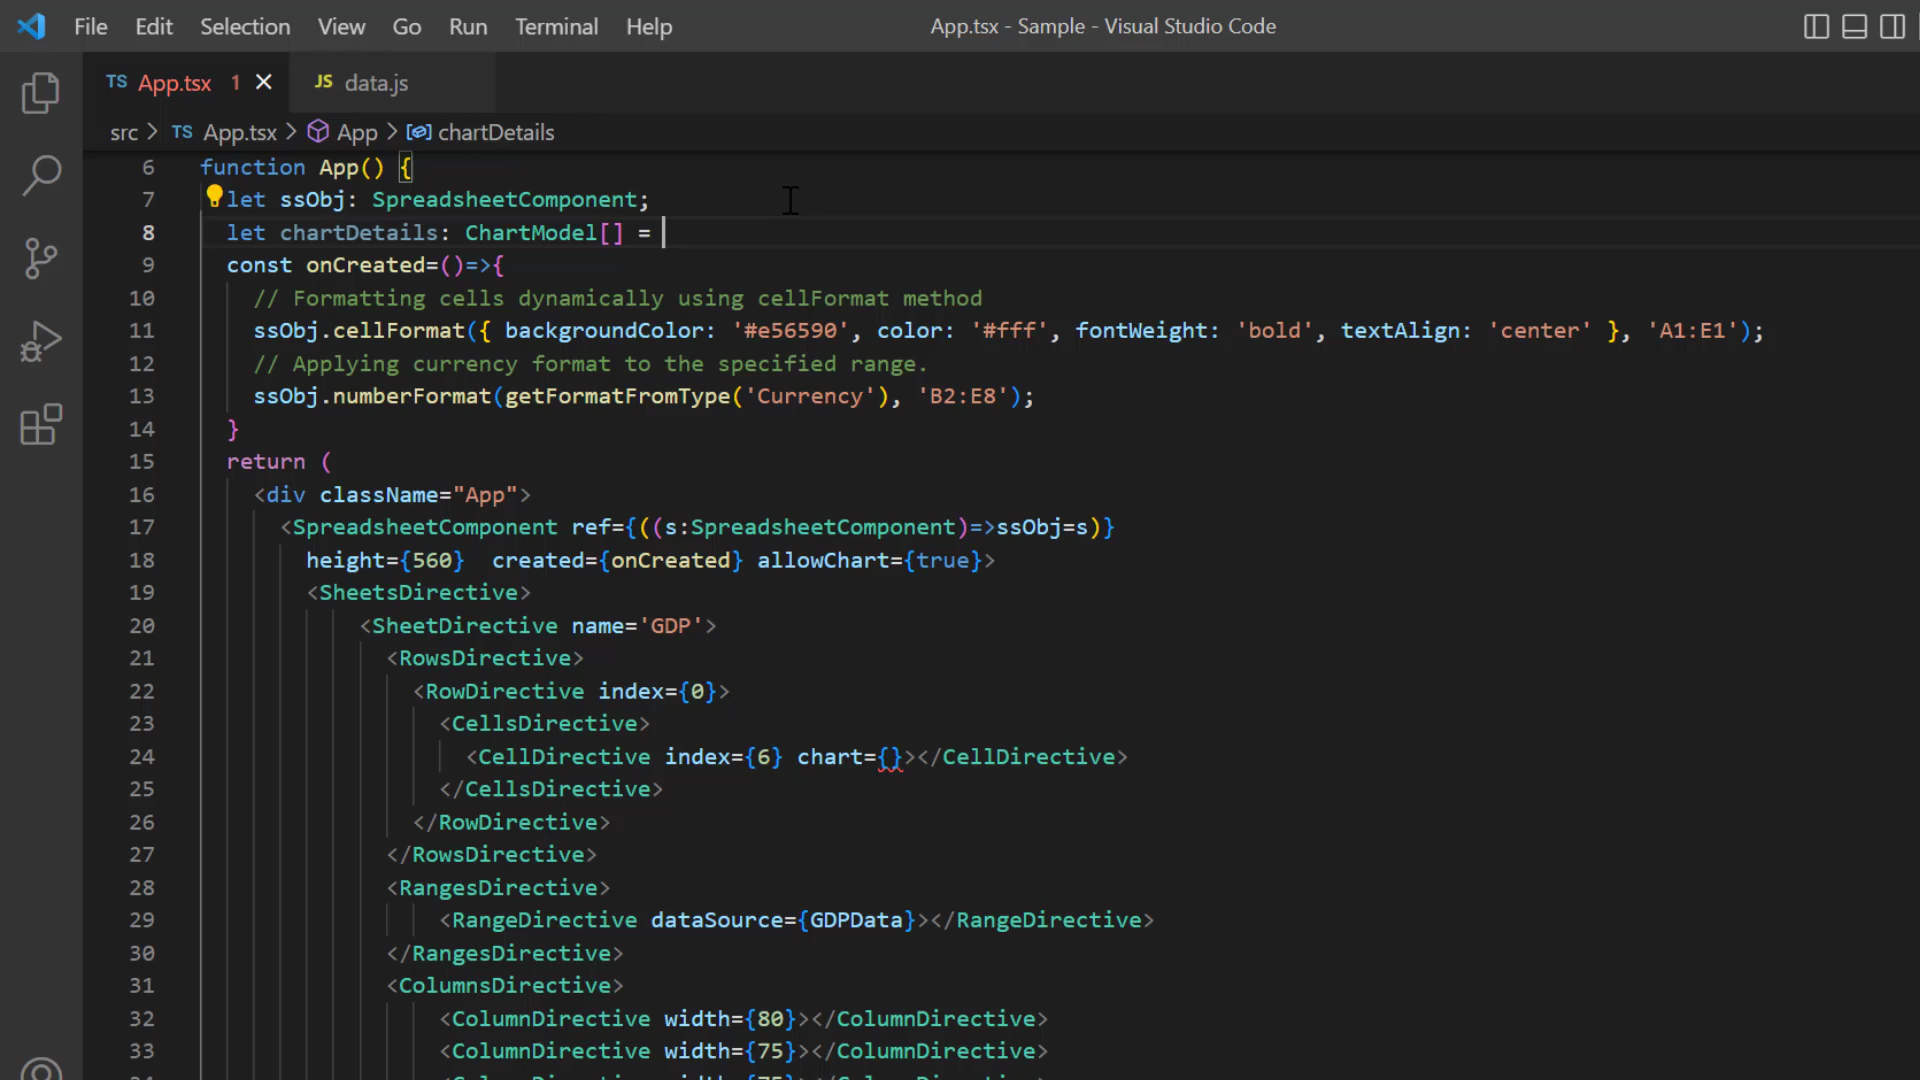 File Edit Selection View Go Run Terminal Help App.tsx - Sample - Visual Studio Code
TS App.tsx 1 JS data.js
src > TS App.tsx > App > chartDetails
6 function App() {
7 let ssObj: SpreadsheetComponent;
8 let chartDetails: ChartModel[] =
9 const onCreated=()=>{
10 // Formatting cells dynamically using cellFormat method
11 ssObj.cellFormat({ backgroundColor: '#e56590', color: '#fff', fontWeight: 'bold', textAlign: 'center' }, 'A1:E1');
12 // Applying currency format to the specified range.
13 ssObj.numberFormat(getFormatFromType('Currency'), 'B2:E8');
14 }
15 return (
16 <div className="App">
17 <SpreadsheetComponent ref={((s:SpreadsheetComponent)=>ssObj=s)}
18 height={560} created={onCreated} allowChart={true}>
19 <SheetsDirective>
20 <SheetDirective name='GDP'>
21 <RowsDirective>
22 <RowDirective index={0}>
23 <CellsDirective>
24 <CellDirective index={6} chart={}></CellDirective>
25 </CellsDirective>
26 </RowDirective>
27 </RowsDirective>
28 <RangesDirective>
29 <RangeDirective dataSource={GDPData}></RangeDirective>
30 </RangesDirective>
31 <ColumnsDirective>
32 <ColumnDirective width={80}></ColumnDirective>
33 <ColumnDirective width={75}></ColumnDirective>